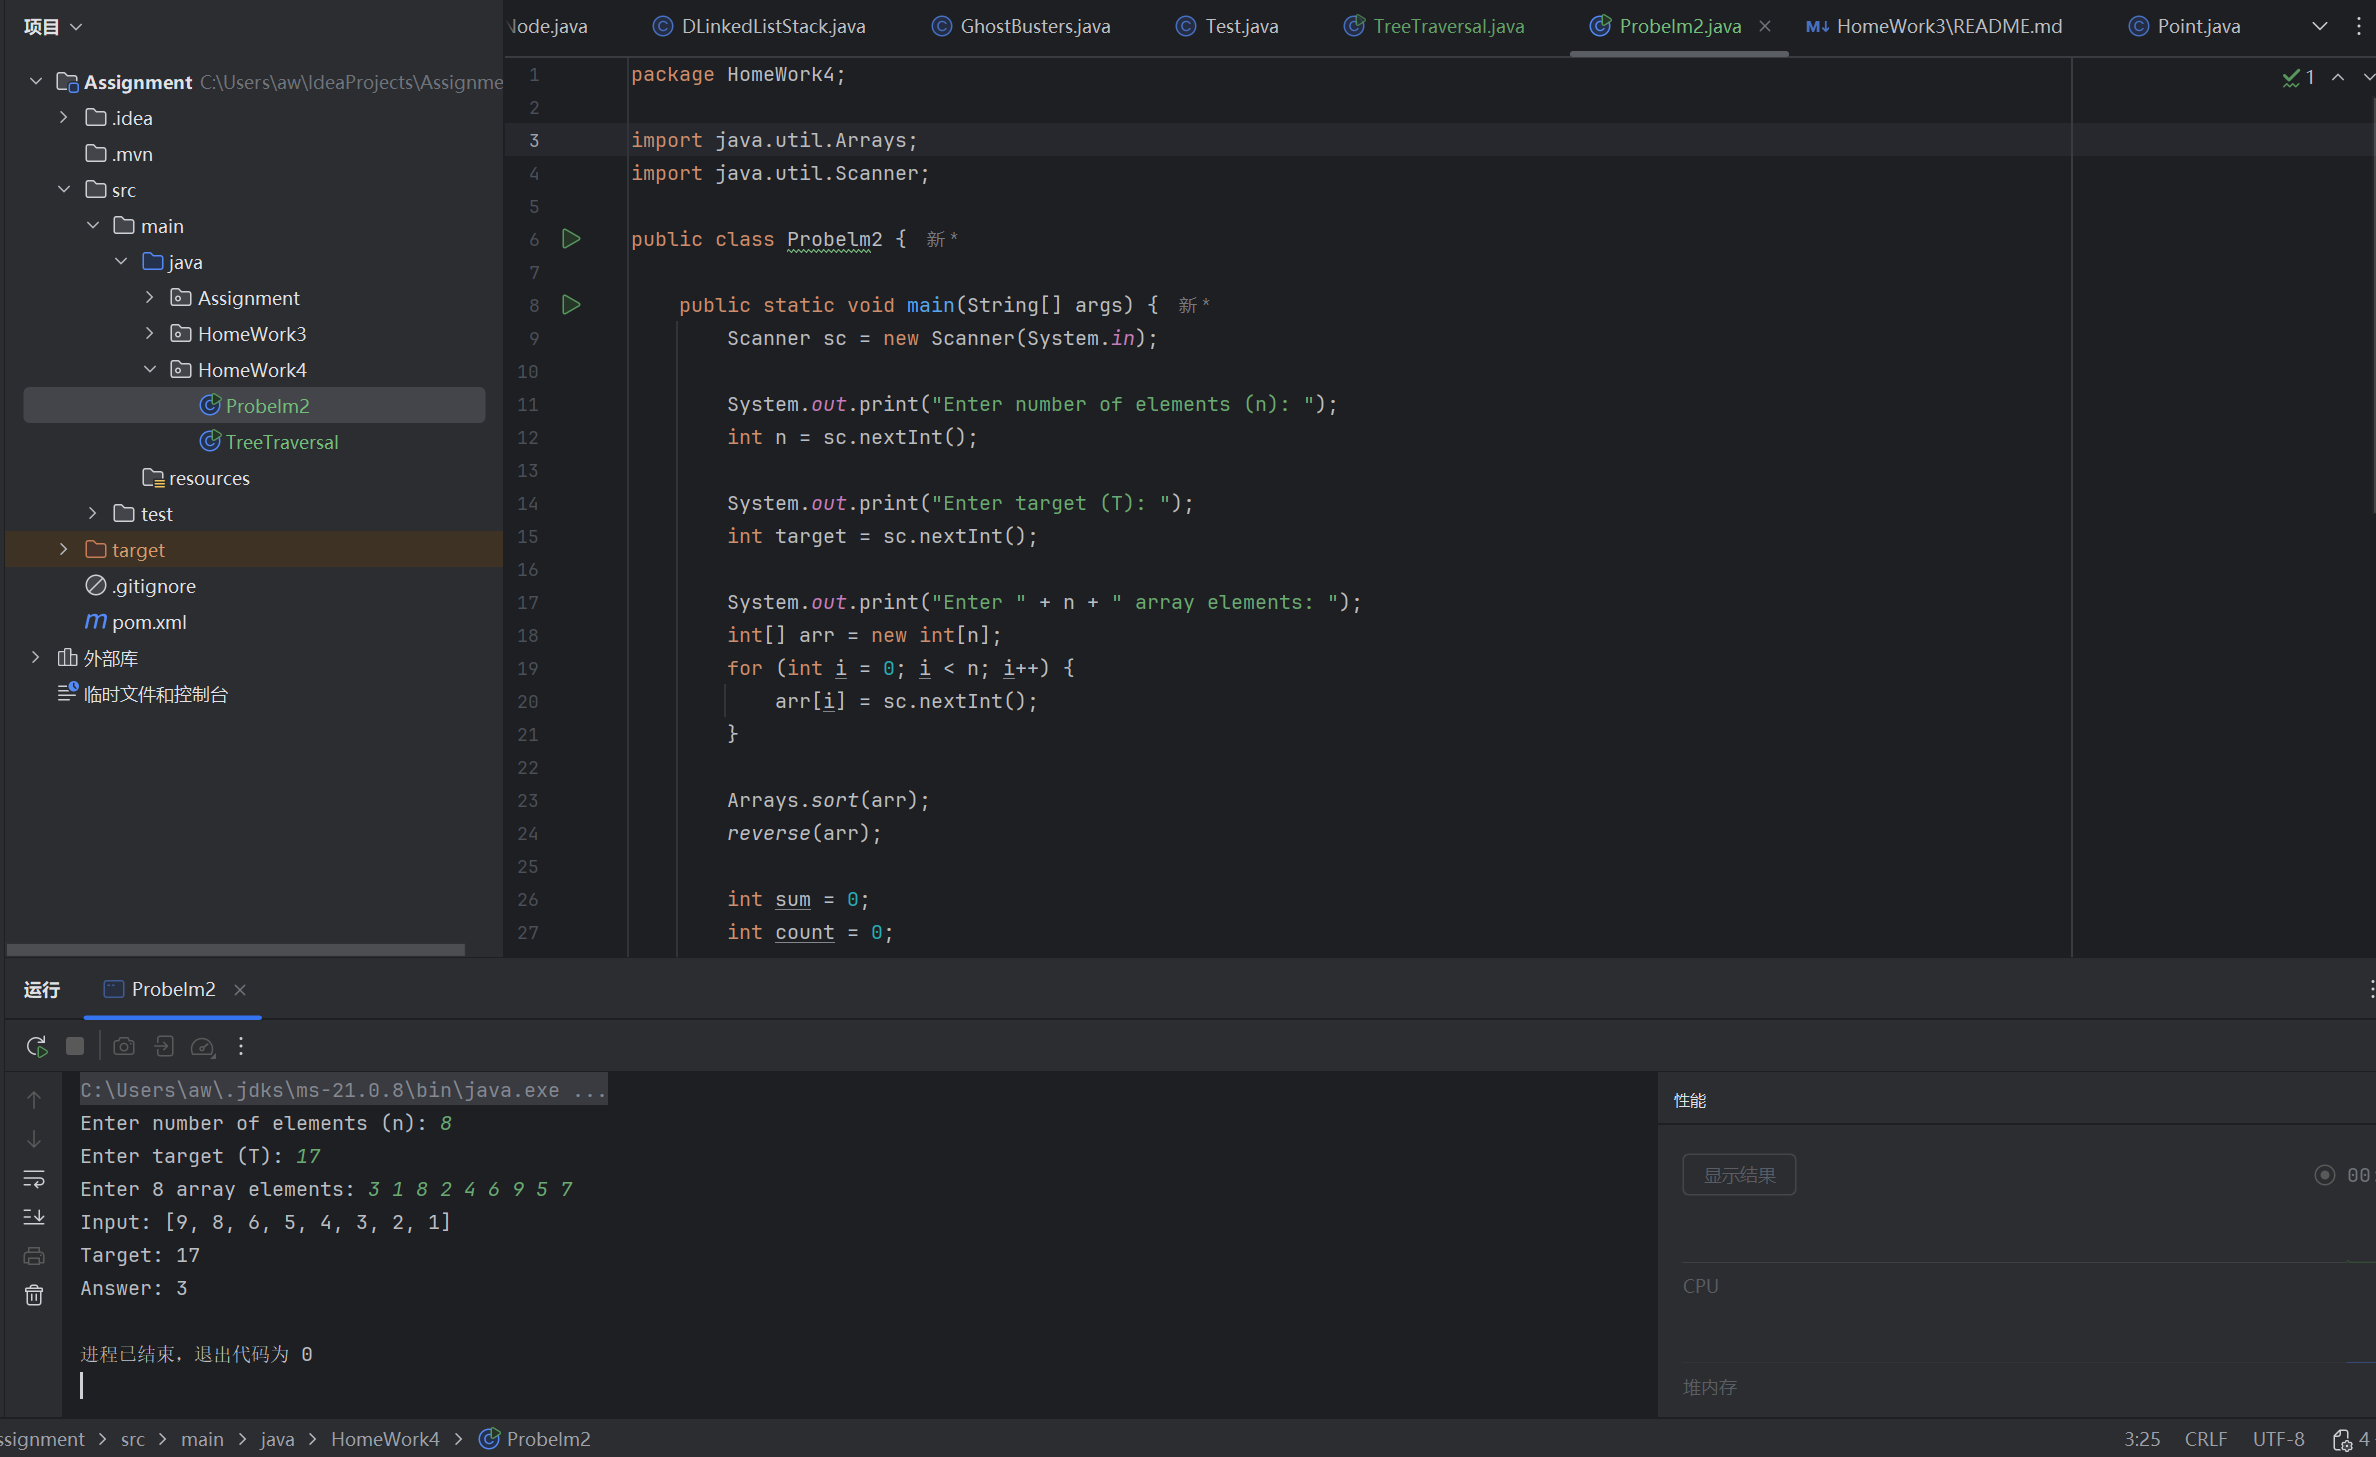 项目
Node.java DLinkedListStack.java GhostBusters.java Test.java TreeTraversal.java Probelm2.java M↓ HomeWork3\README.md Point.java
Assignment C:\Users\aw\IdeaProjects\Assignme
.idea
.mvn
src
main
java
Assignment
HomeWork3
HomeWork4
Probelm2
TreeTraversal
resources
test
target
.gitignore
pom.xml
外部库
临时文件和控制台
1
1 package HomeWork4;
2
3 import java.util.Arrays;
4 import java.util.Scanner;
5
6 public class Probelm2 { 新 *
7
8 public static void main(String[] args) { 新 *
9 Scanner sc = new Scanner(System.in);
10
11 System.out.print("Enter number of elements (n): ");
12 int n = sc.nextInt();
13
14 System.out.print("Enter target (T): ");
15 int target = sc.nextInt();
16
17 System.out.print("Enter " + n + " array elements: ");
18 int[] arr = new int[n];
19 for (int i = 0; i < n; i++) {
20 arr[i] = sc.nextInt();
21 }
22
23 Arrays.sort(arr);
24 reverse(arr);
25
26 int sum = 0;
27 int count = 0;
运行 Probelm2
C:\Users\aw\.jdks\ms-21.0.8\bin\java.exe ...
Enter number of elements (n): 8
Enter target (T): 17
Enter 8 array elements: 3 1 8 2 4 6 9 5 7
Input: [9, 8, 6, 5, 4, 3, 2, 1]
Target: 17
Answer: 3
进程已结束，退出代码为 0
性能
显示结果 00:
CPU
堆内存
ssignment > src > main > java > HomeWork4 > Probelm2 3:25 CRLF UTF-8 4